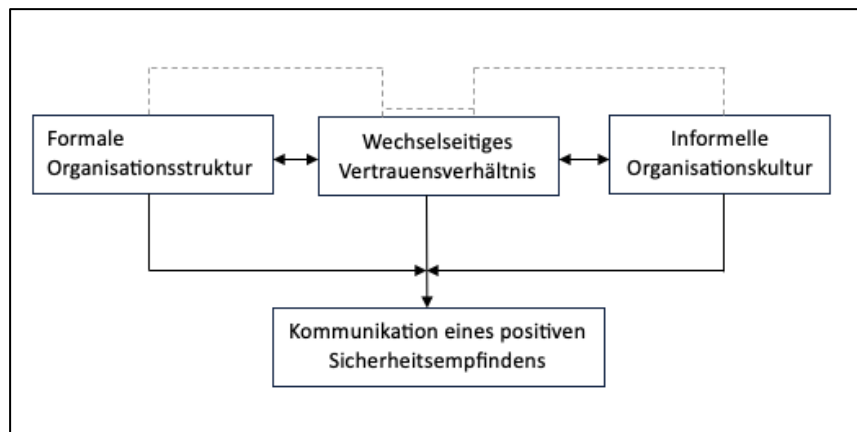 Formale
Organisationsstruktur
Wechselseitiges
Vertrauensverhältnis
Informelle
Organisationskultur
Kommunikation eines positiven
Sicherheitsempfindens